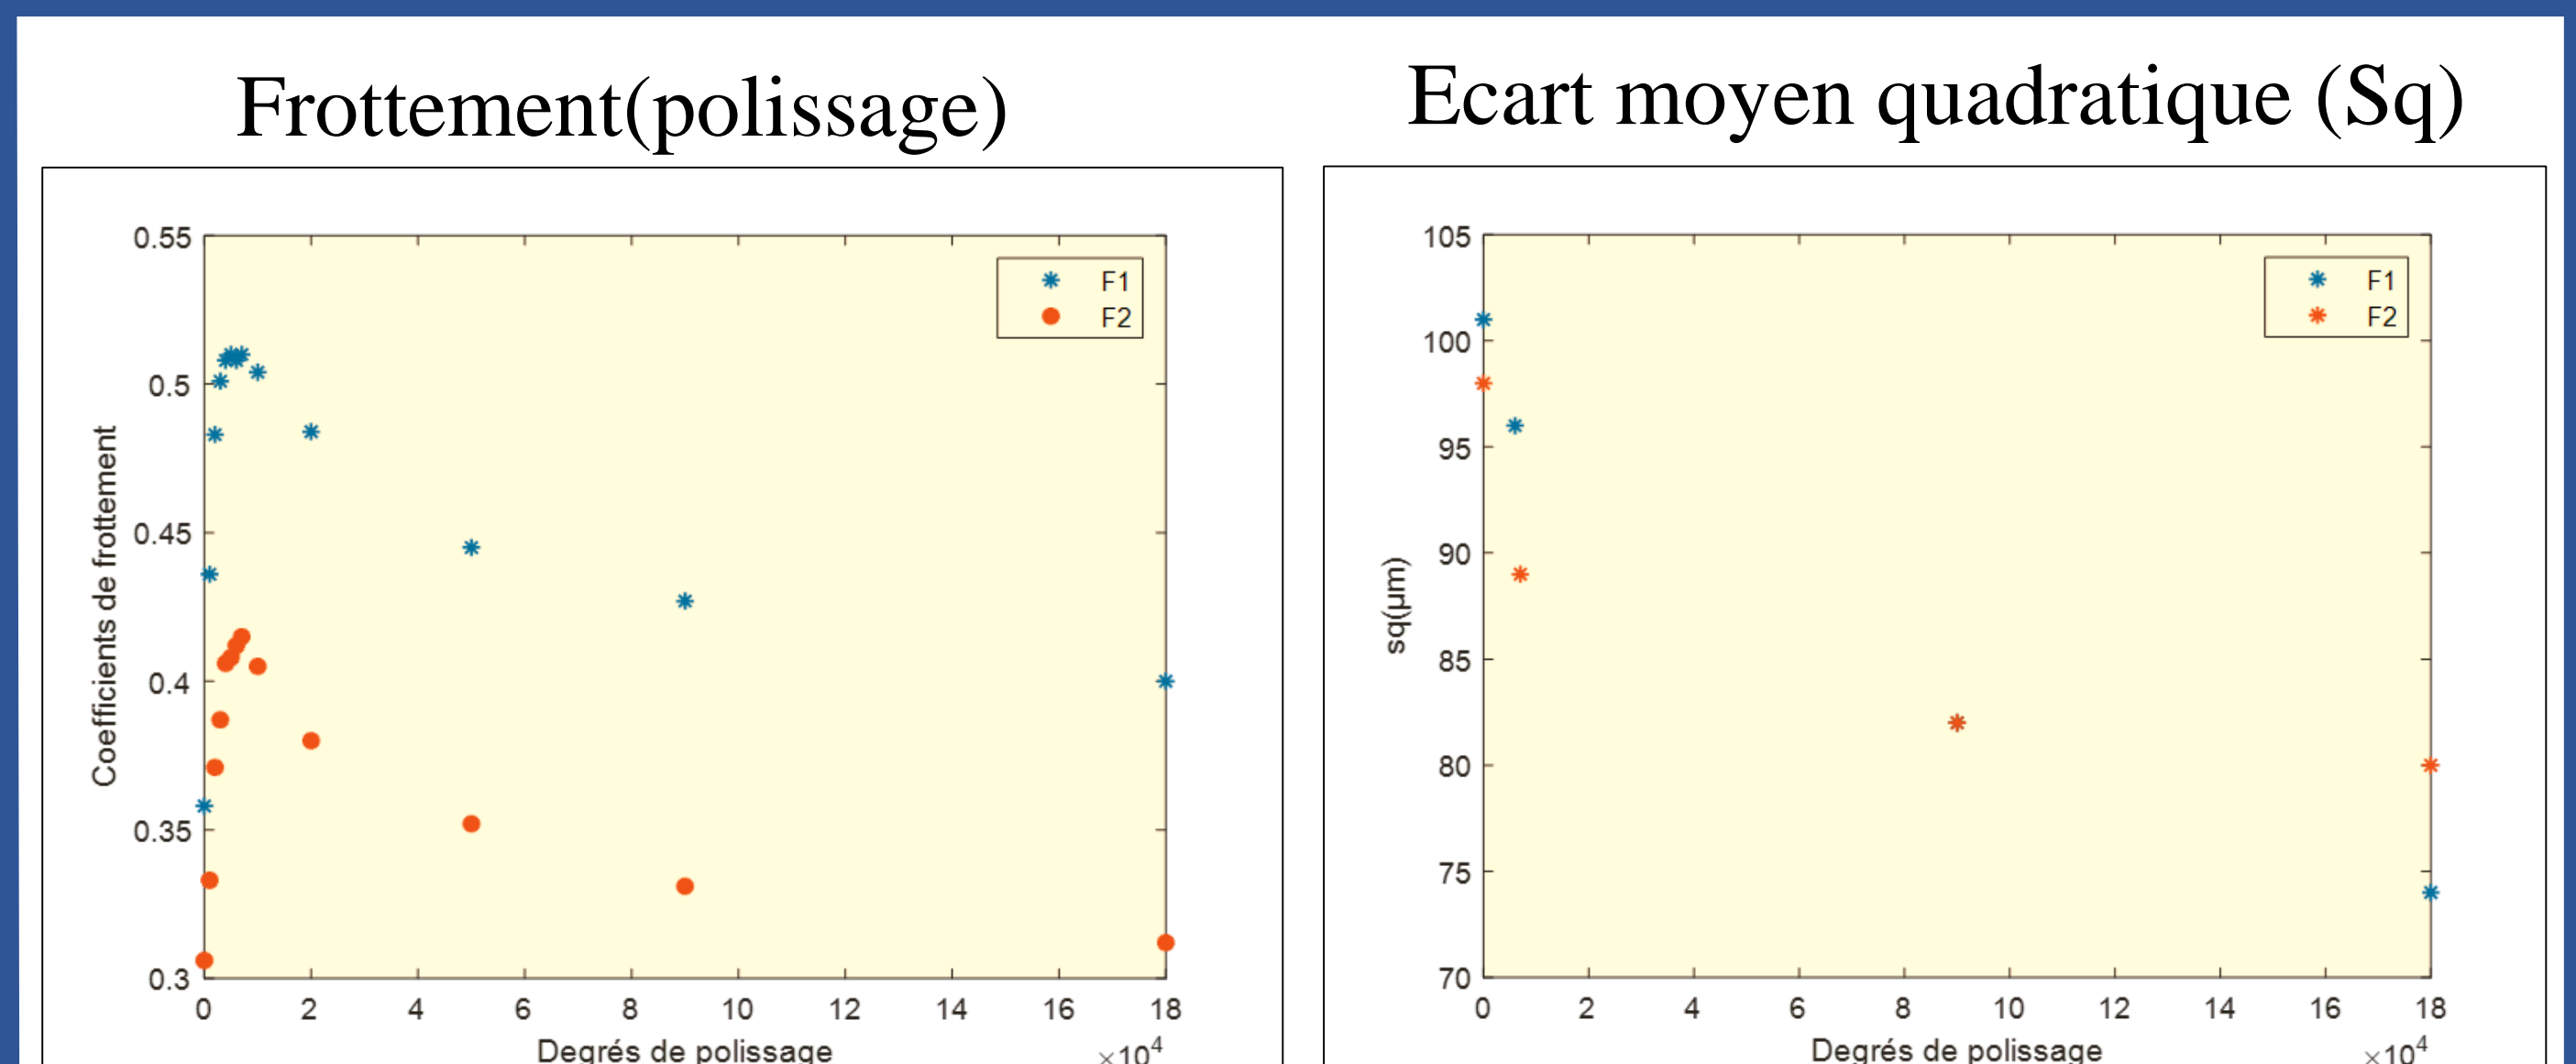 Frottement(polissage)
0.55
0.5
0.45
0.4
0.35
0.3
Coefficients de frottement
F1
F2
0 2 4 6 8 10 12 14 16 18
Degrés de polissage
×10⁴
Ecart moyen quadratique (Sq)
105
100
95
90
85
80
75
70
sq(μm)
F1
F2
0 2 4 6 8 10 12 14 16 18
Degrés de polissage
×10⁴